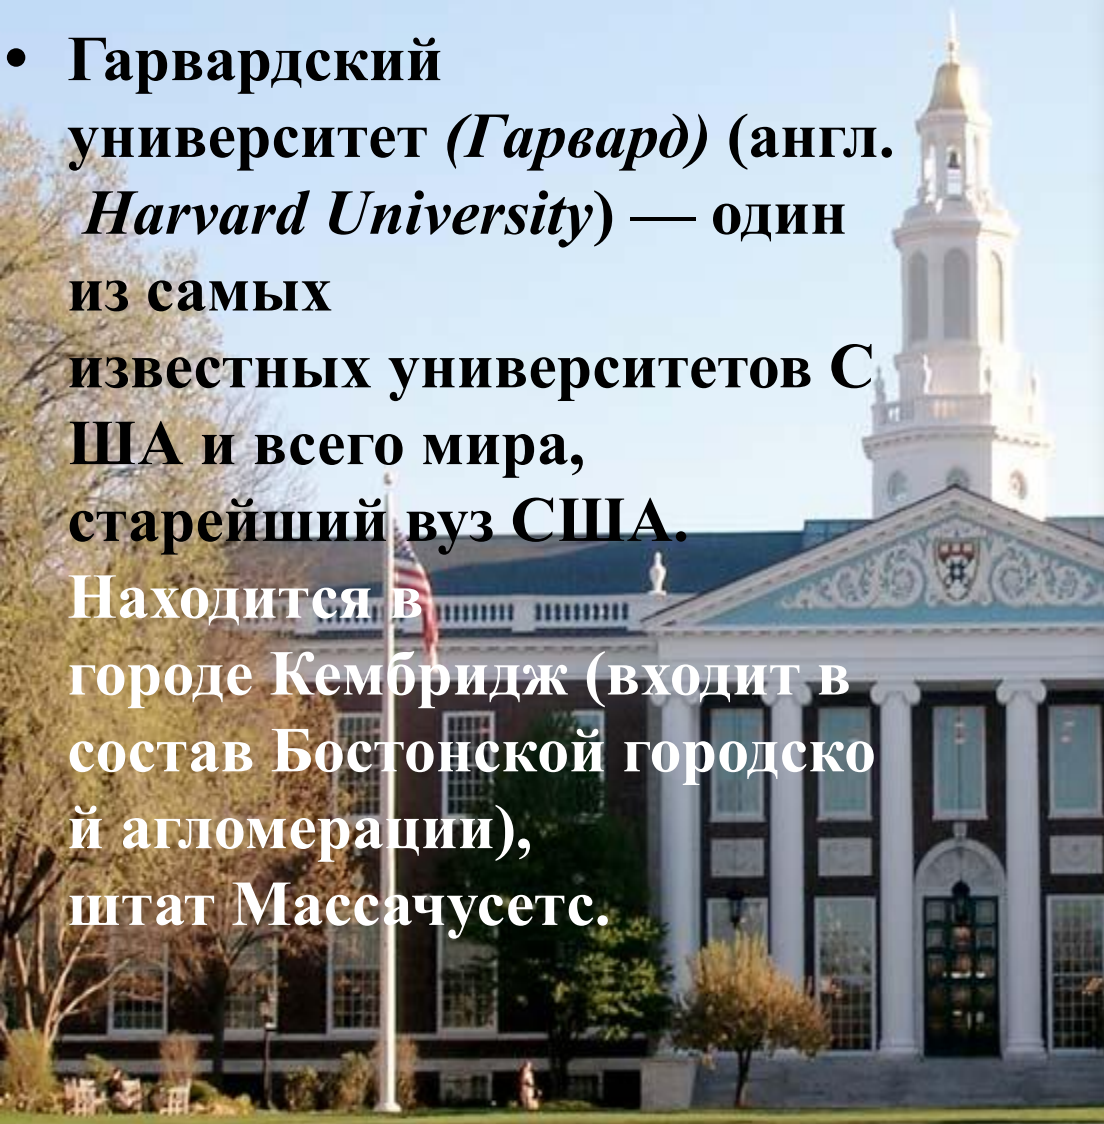 • Гарвардский
университет (Гарвард) (англ.
Harvard University) — один
из самых
известных университетов С
ША и всего мира,
старейший вуз США.
Находится в
городе Кембридж (входит в
состав Бостонской городско
й агломерации),
штат Массачусетс.